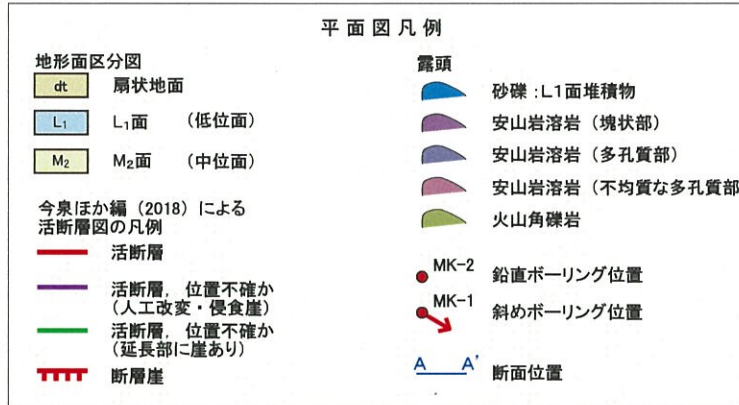 平面図凡例
地形面区分図
dt 扇状地面
L₁ L₁面 (低位面)
M₂ M₂面 (中位面)
今泉ほか編 (2018) による
活断層図の凡例
活断層
活断層, 位置不確か
(人工改変・侵食崖)
活断層, 位置不確か
(延長部に崖あり)
断層崖
露頭
砂礫:L1面堆積物
安山岩溶岩 (塊状部)
安山岩溶岩 (多孔質部)
安山岩溶岩 (不均質な多孔質部
火山角礫岩
MK-2 鉛直ボーリング位置
MK-1 斜めボーリング位置
A A' 断面位置